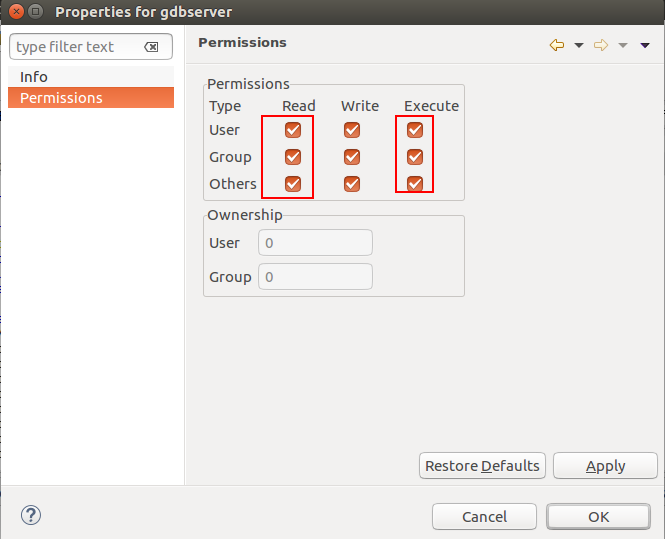 Properties for gdbserver
type filter text
Info
Permissions
Permissions
Permissions
Type Read Write Execute
User
Group
Others
Ownership
User 0
Group 0
Restore Defaults Apply
? Cancel OK